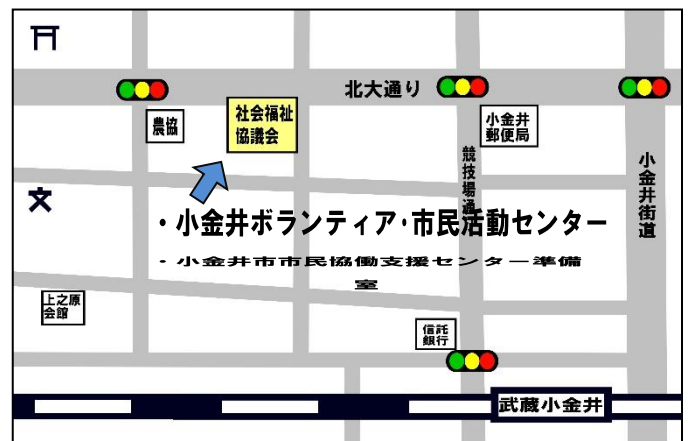 北大通り
農協
社会福祉
協議会
小金井
郵便局
競技場通
小金井街道
文
・小金井ボランティア・市民活動センター
・小金井市市民協働支援センター準備
室
上之原
会館
信託
銀行
武蔵小金井